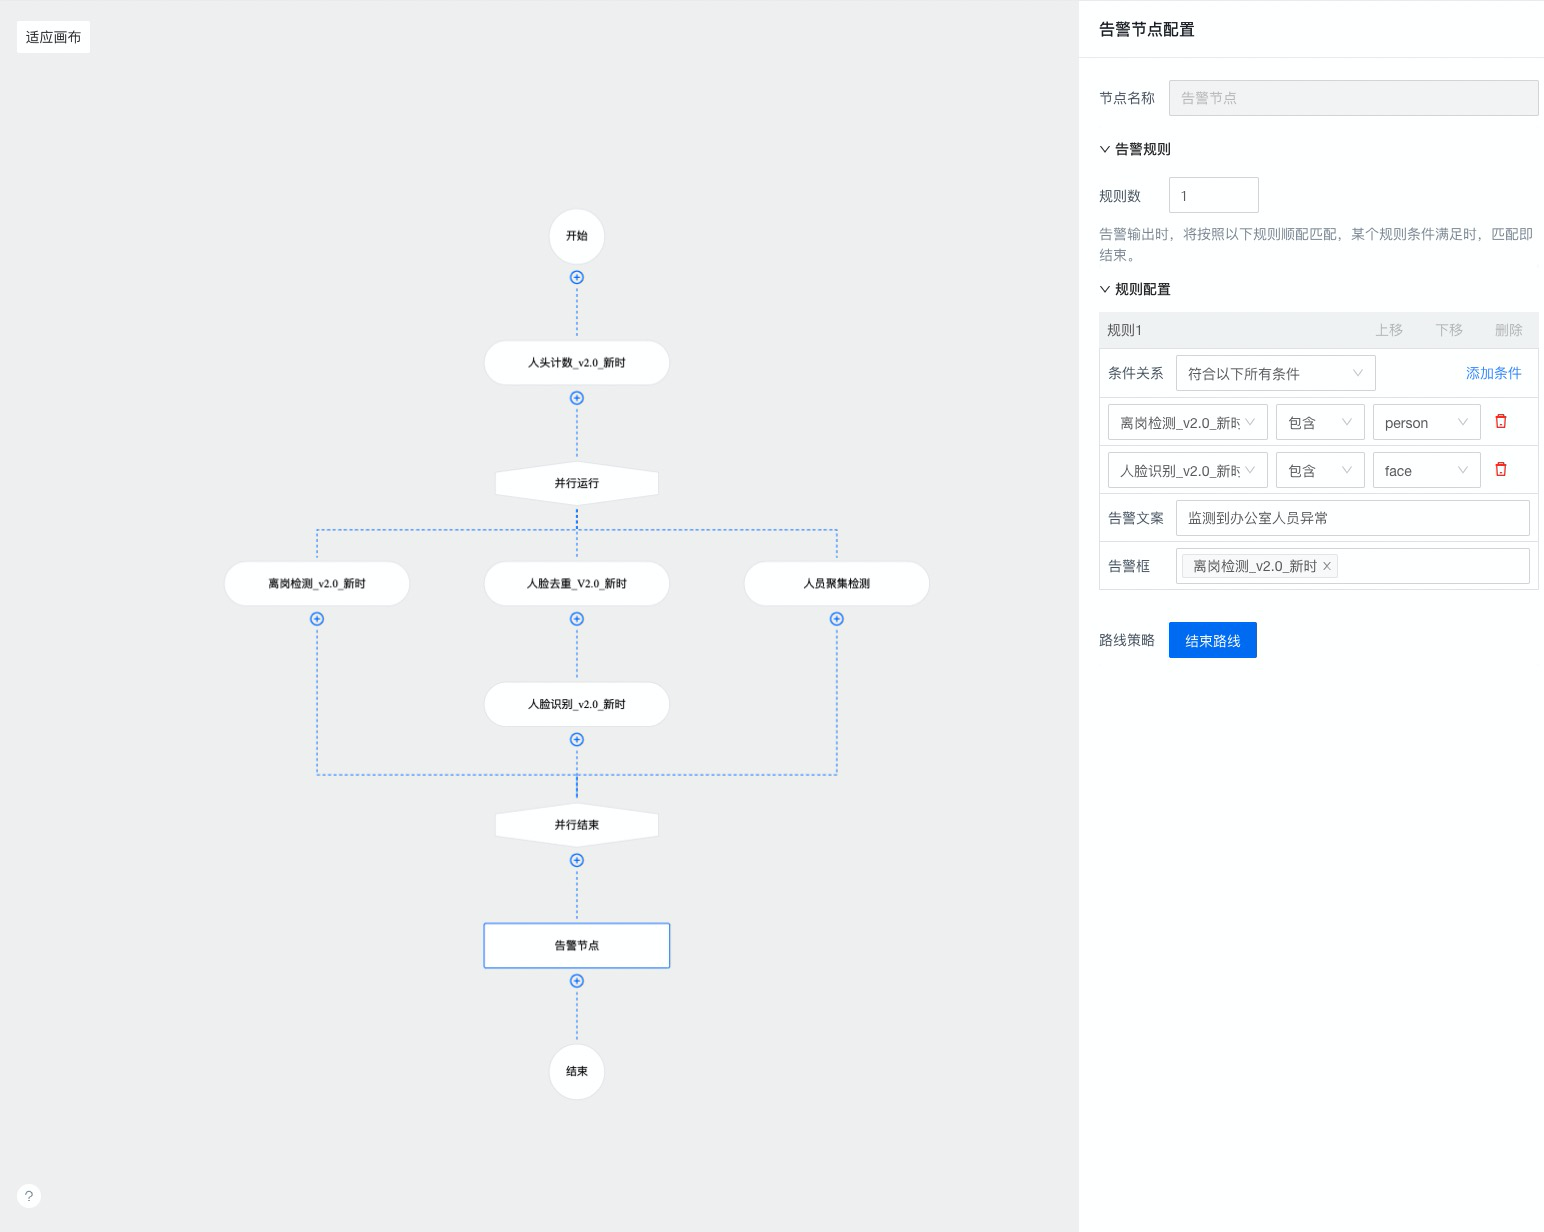 适应画布
开始
人头计数_v2.0_新时
并行运行
离岗检测_v2.0_新时
人脸去重_V2.0_新时
人员聚集检测
人脸识别_v2.0_新时
并行结束
告警节点
结束
?
告警节点配置
节点名称 告警节点
告警规则
规则数 1
告警输出时，将按照以下规则顺配匹配，某个规则条件满足时，匹配即
结束。
规则配置
规则1 上移 下移 删除
条件关系 符合以下所有条件 添加条件
离岗检测_v2.0_新时 包含 person
人脸识别_v2.0_新时 包含 face
告警文案 监测到办公室人员异常
告警框 离岗检测_v2.0_新时 ×
路线策略 结束路线